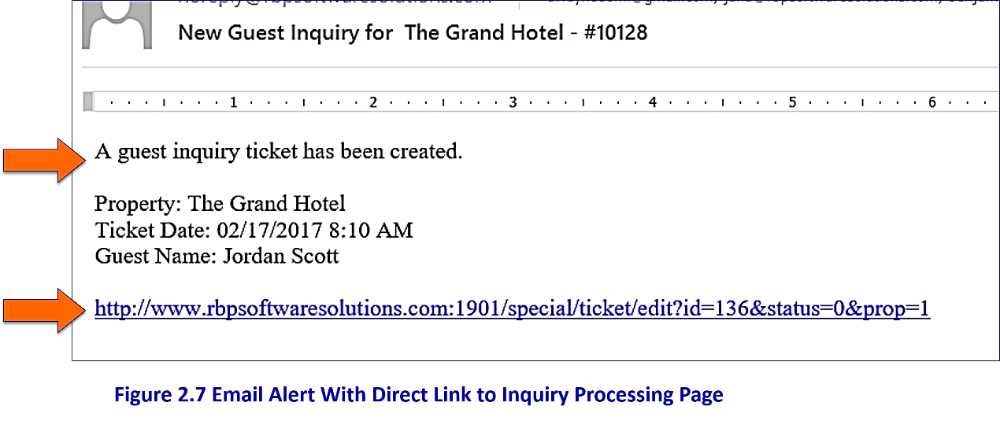 noreply@rbpsoftwaresolutions.com
New Guest Inquiry for The Grand Hotel - #10128
1 2 3 4 5 6
A guest inquiry ticket has been created.
Property: The Grand Hotel
Ticket Date: 02/17/2017 8:10 AM
Guest Name: Jordan Scott
http://www.rbpsoftwaresolutions.com:1901/special/ticket/edit?id=136&status=0&prop=1
Figure 2.7 Email Alert With Direct Link to Inquiry Processing Page